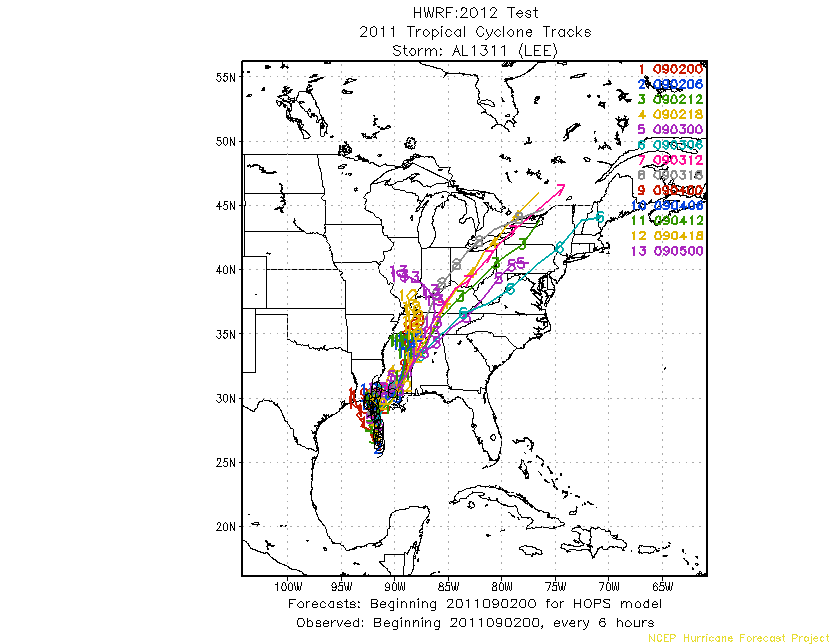 HWRF:2012 Test
2011 Tropical Cyclone Tracks
Storm: AL1311 (LEE)
55N
50N
45N
40N
35N
30N
25N
20N
1 090200
2 090206
3 090212
4 090218
5 090300
6 090306
7 090312
8 090318
9 090400
10 090406
11 090412
12 090418
13 090500
100W 95W 90W 85W 80W 75W 70W 65W
Forecasts: Beginning 2011090200 for HOPS model
Observed: Beginning 2011090200, every 6 hours
NCEP Hurricane Forecast Project